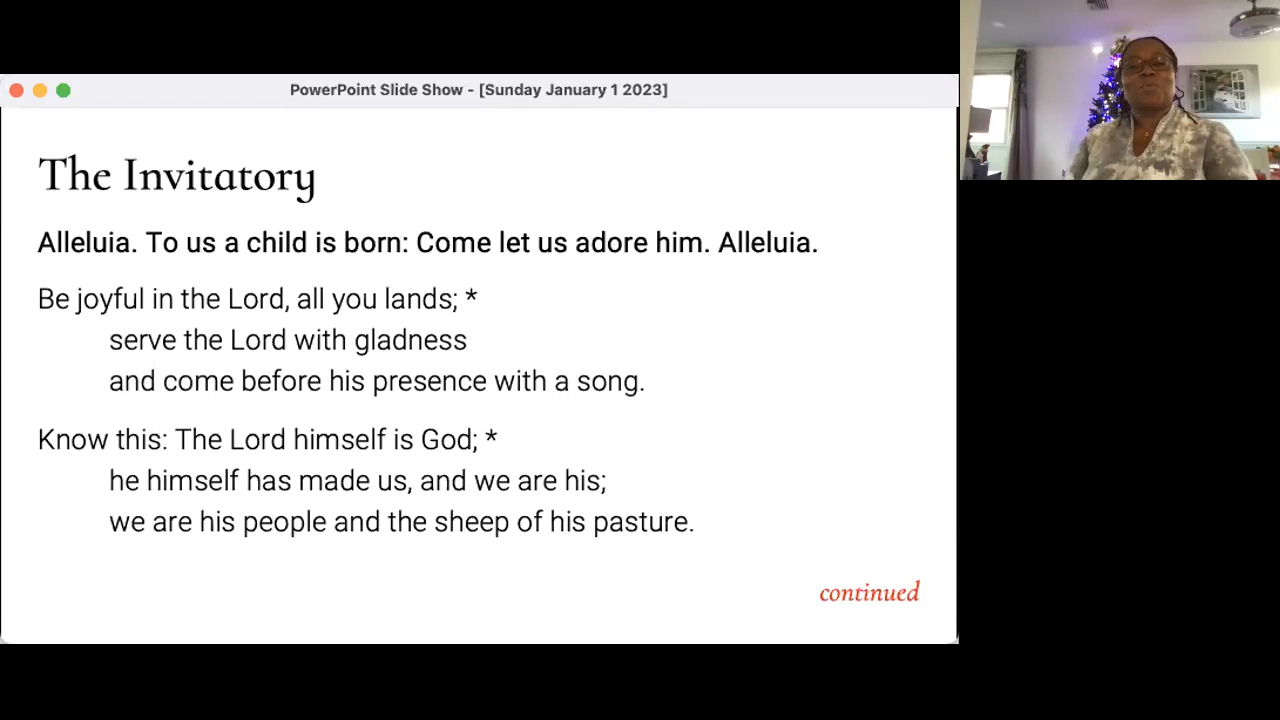 PowerPoint Slide Show - [Sunday January 1 2023]
The Invitatory
Alleluia. To us a child is born: Come let us adore him. Alleluia.
Be joyful in the Lord, all you lands; *
serve the Lord with gladness
and come before his presence with a song.
Know this: The Lord himself is God; *
he himself has made us, and we are his;
we are his people and the sheep of his pasture.
continued